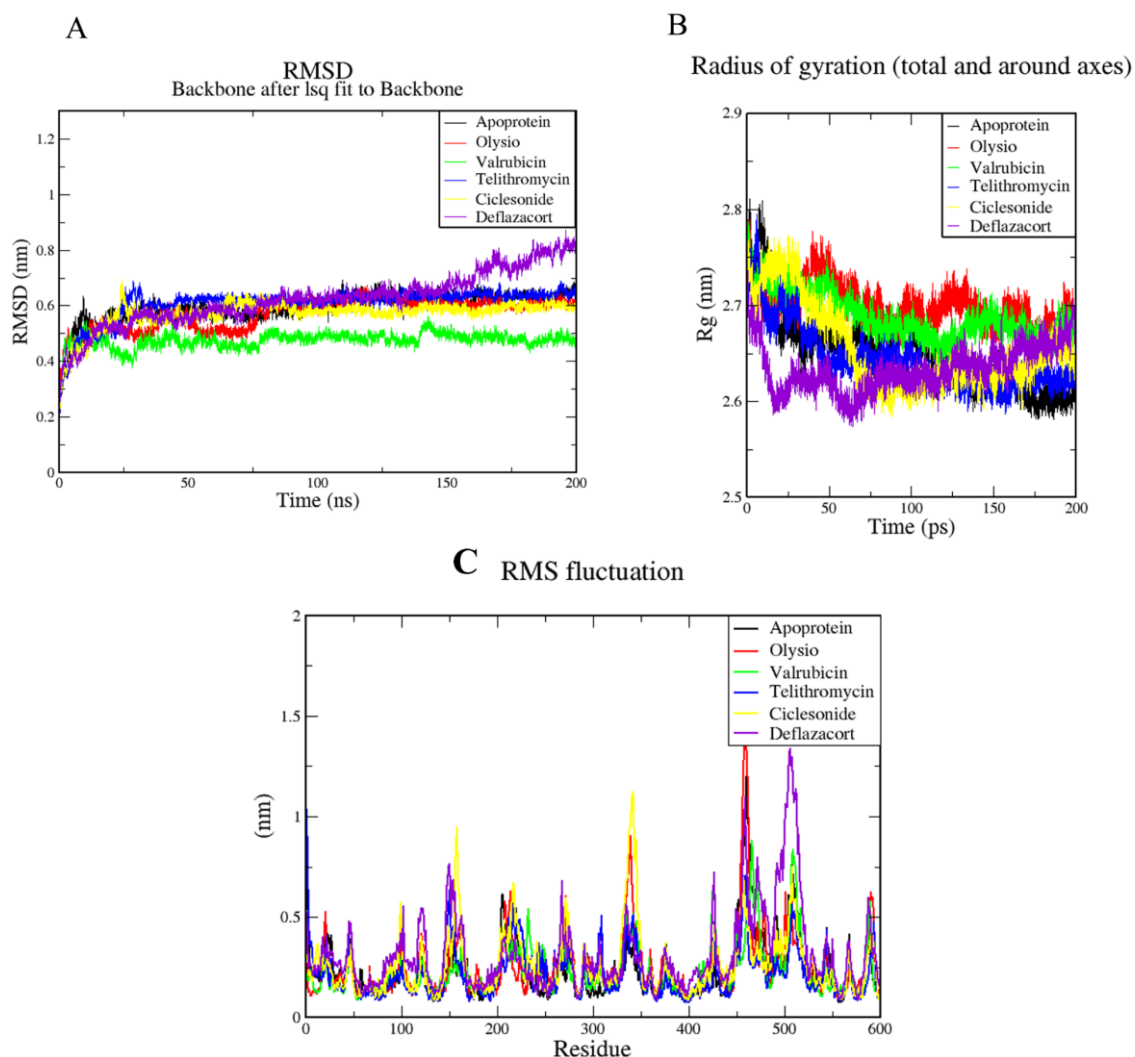 A
RMSD
Backbone after lsq fit to Backbone
1.2
1
0.8
0.6
0.4
0.2
0
RMSD (nm)
Apoprotein
Olysio
Valrubicin
Telithromycin
Ciclesonide
Deflazacort
0
50
100
150
200
Time (ns)
B
Radius of gyration (total and around axes)
2.9
2.8
2.7
2.6
2.5
Rg (nm)
Apoprotein
Olysio
Valrubicin
Telithromycin
Ciclesonide
Deflazacort
0
50
100
150
200
Time (ps)
C
RMS fluctuation
2
1.5
1
0.5
0
(nm)
Apoprotein
Olysio
Valrubicin
Telithromycin
Ciclesonide
Deflazacort
0
100
200
300
400
500
600
Residue